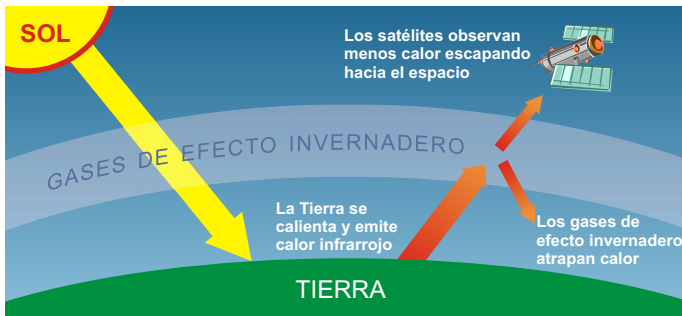 SOL
Los satélites observan
menos calor escapando
hacia el espacio
GASES DE EFECTO INVERNADERO
La Tierra se
calienta y emite
calor infrarrojo
Los gases de
efecto invernadero
atrapan calor
TIERRA